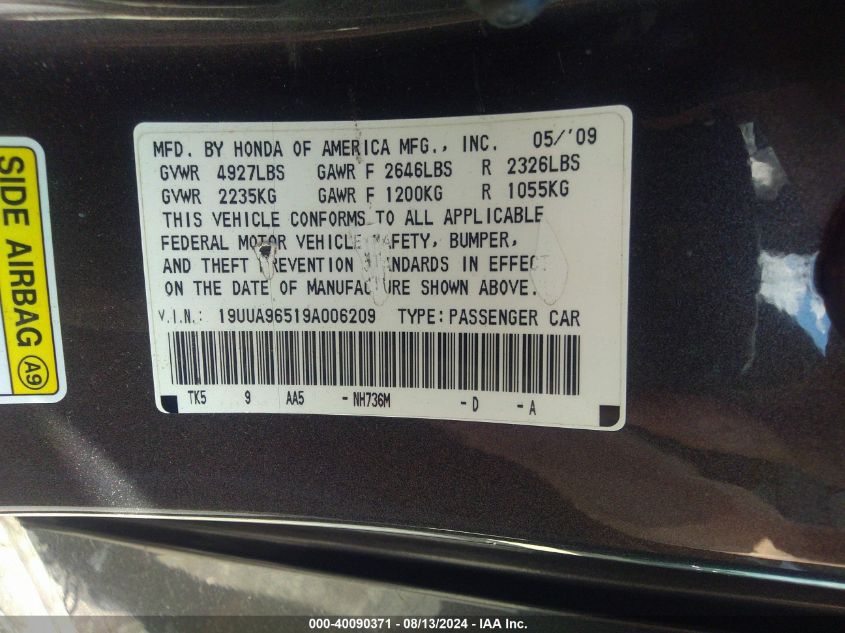 MFD. BY HONDA OF AMERICA MFG., INC. 05/'09
GVWR 4927LBS GAWR F 2646LBS R 2326LBS
GVWR 2235KG GAWR F 1200KG R 1055KG
THIS VEHICLE CONFORMS TO ALL APPLICABLE
FEDERAL MOTOR VEHICLE SAFETY, BUMPER,
AND THEFT PREVENTION STANDARDS IN EFFECT
ON THE DATE OF MANUFACTURE SHOWN ABOVE.
V.I.N.: 19UUA96519A006209 TYPE: PASSENGER CAR
TK5 9 AA5 -NH736M -D -A
SIDE AIRBAG A9
000-40090371 - 08/13/2024 - IAA Inc.